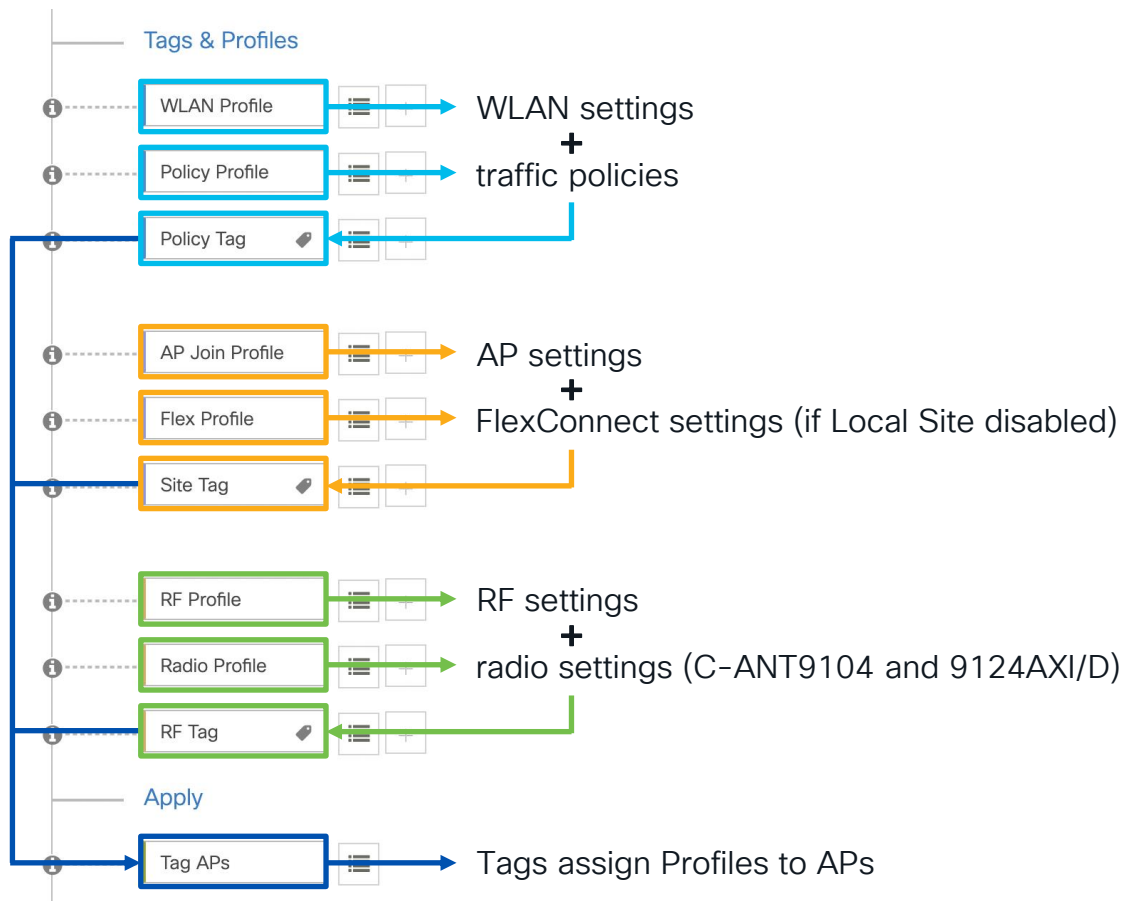 Tags & Profiles
WLAN Profile
WLAN settings
+
Policy Profile
traffic policies
Policy Tag
AP Join Profile
AP settings
+
Flex Profile
FlexConnect settings (if Local Site disabled)
Site Tag
RF Profile
RF settings
+
Radio Profile
radio settings (C-ANT9104 and 9124AXI/D)
RF Tag
Apply
Tag APs
Tags assign Profiles to APs